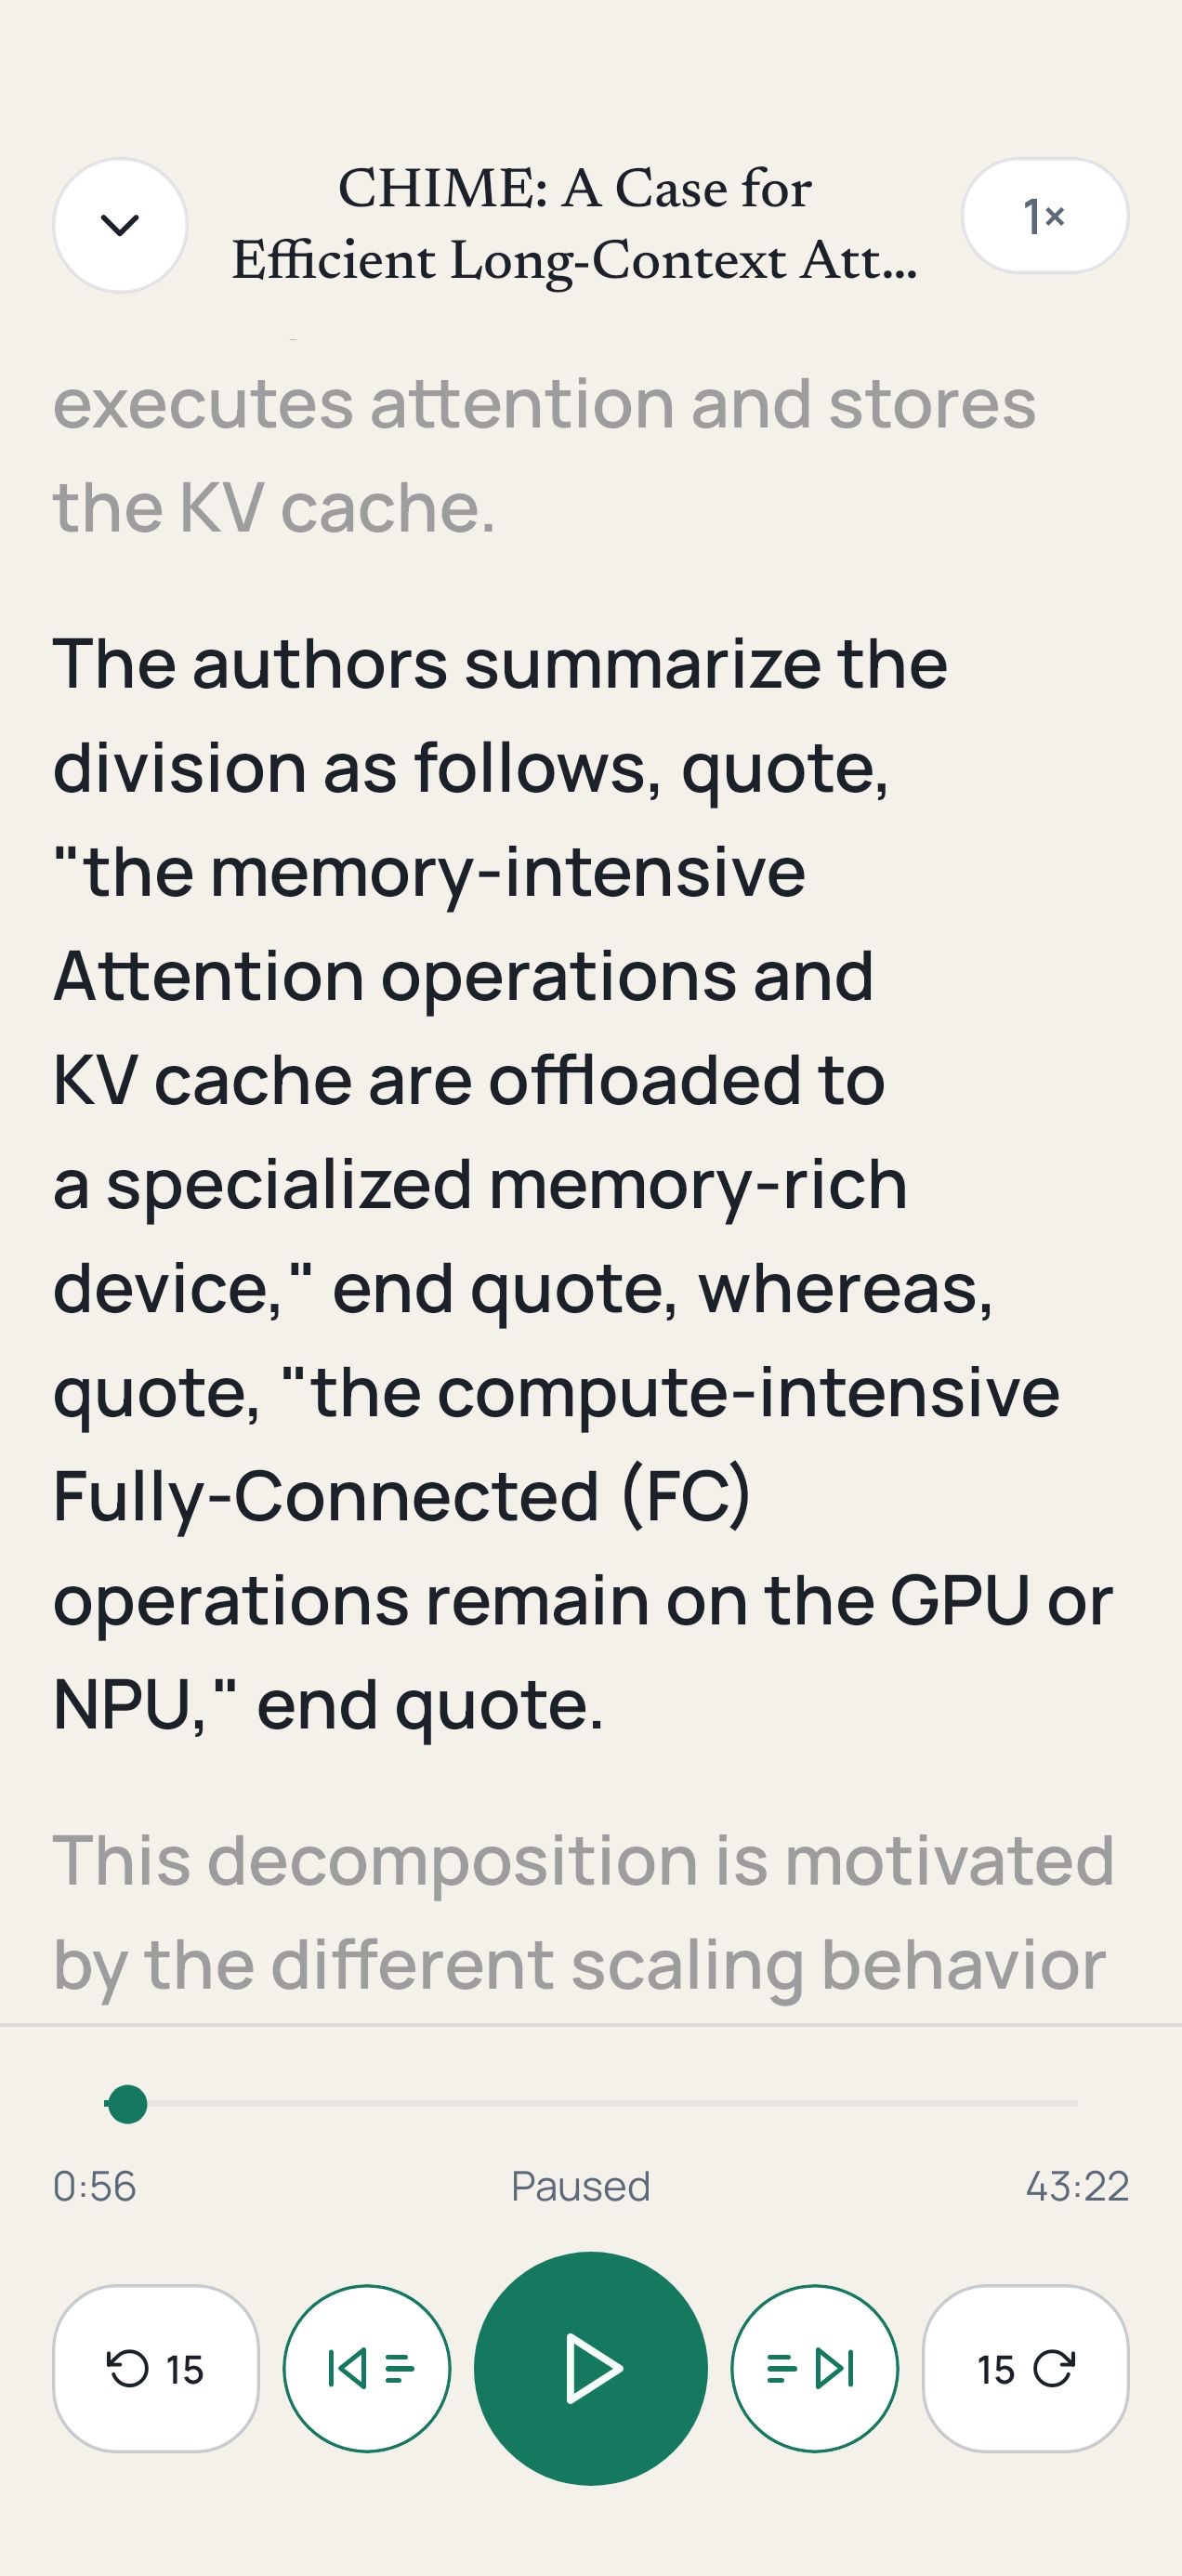 CHIME: A Case for
Efficient Long-Context Att...
1×
executes attention and stores
the KV cache.
The authors summarize the
division as follows, quote,
"the memory-intensive
Attention operations and
KV cache are offloaded to
a specialized memory-rich
device," end quote, whereas,
quote, "the compute-intensive
Fully-Connected (FC)
operations remain on the GPU or
NPU," end quote.
This decomposition is motivated
by the different scaling behavior
0:56
Paused
43:22
15
15